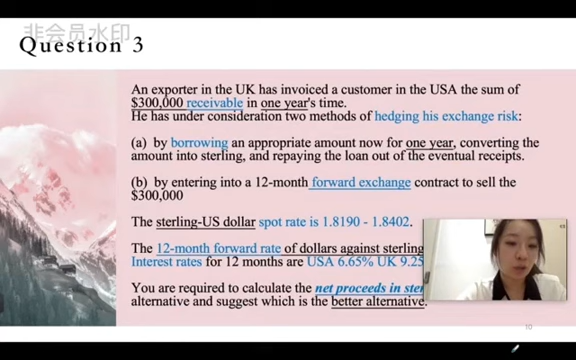 非会员水印
Question 3
An exporter in the UK has invoiced a customer in the USA the sum of
$300,000 receivable in one year's time.
He has under consideration two methods of hedging his exchange risk:
(a) by borrowing an appropriate amount now for one year, converting the
amount into sterling, and repaying the loan out of the eventual receipts.
(b) by entering into a 12-month forward exchange contract to sell the
$300,000
The sterling-US dollar spot rate is 1.8190 - 1.8402.
The 12-month forward rate of dollars against sterling
Interest rates for 12 months are USA 6.65% UK 9.25
You are required to calculate the net proceeds in
alternative and suggest which is the better alternative.
10